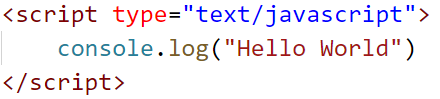 <script type="text/javascript">
    console.log("Hello World")
</script>